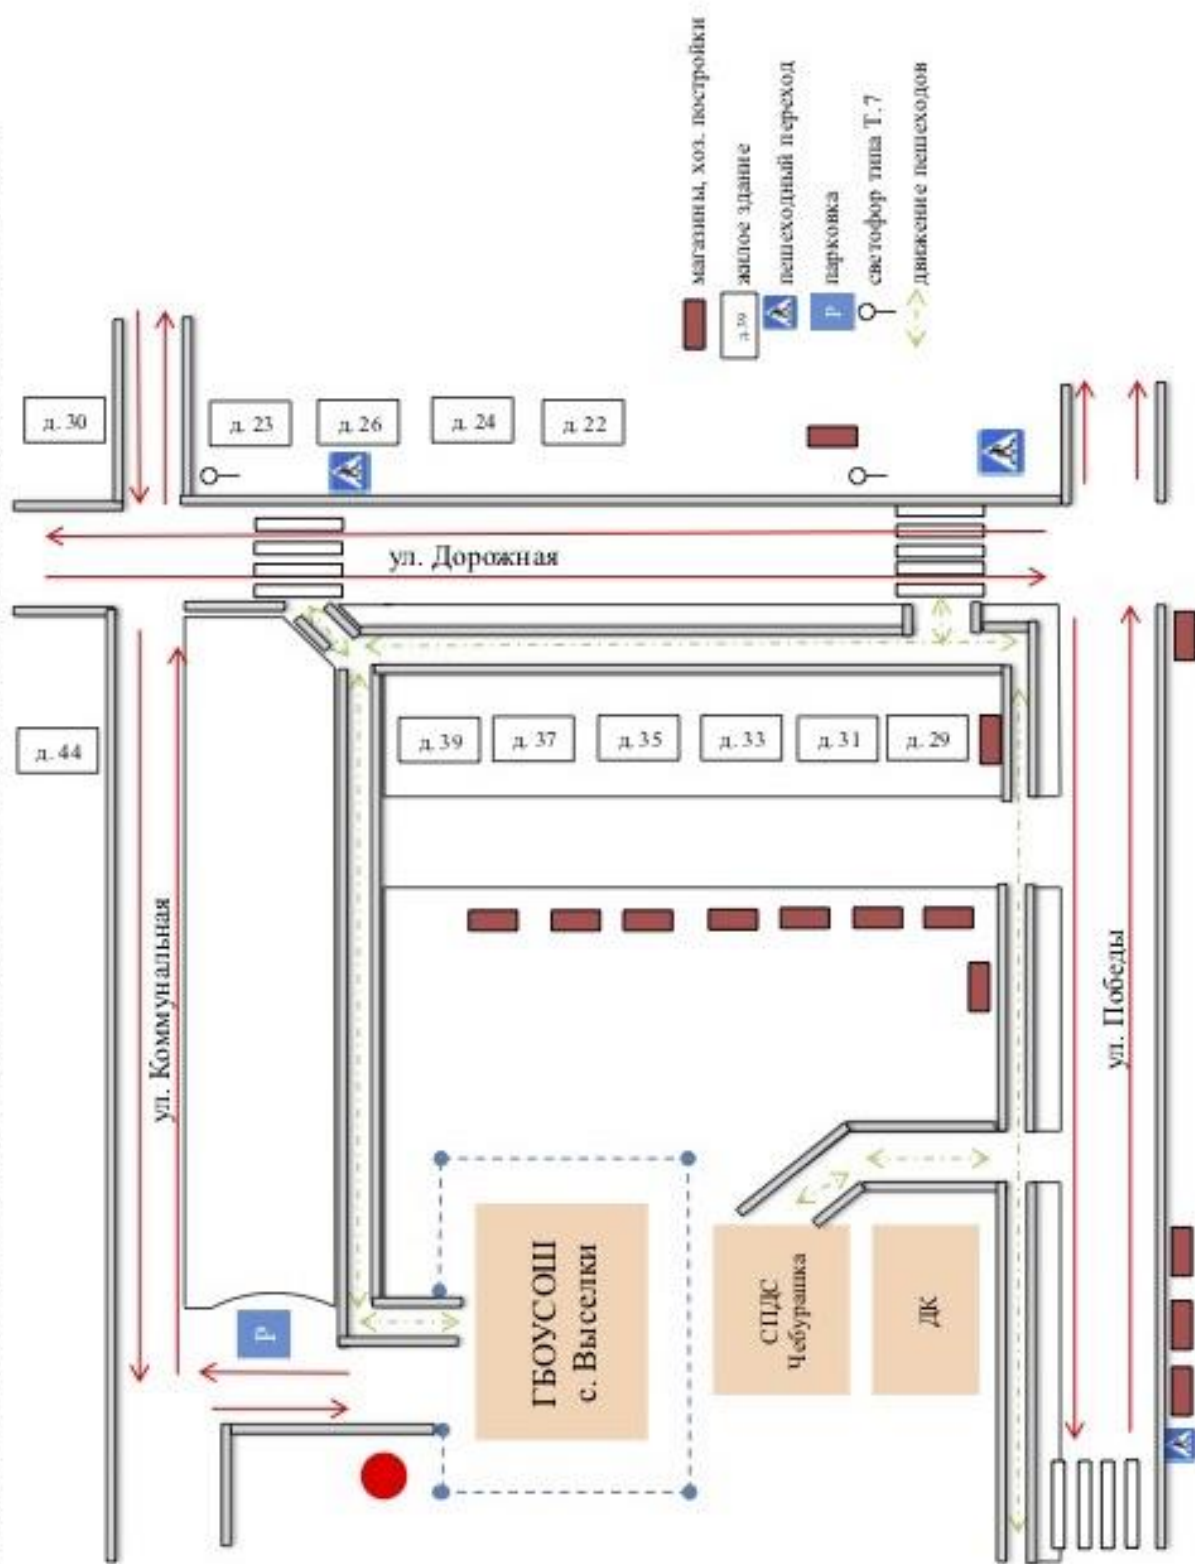 магазины, хоз. постройки
д.39
жилое здание
пешеходный переход
Р
парковка
светофор типа Т.7
движение пешеходов
д. 30
д. 23
д. 26
д. 24
д. 22
ул. Дорожная
д. 44
д. 39
д. 37
д. 35
д. 33
д. 31
д. 29
ул. Коммунальная
ул. Победы
Р
ГБОУСОШ
с. Выселки
СПДС
Чебурашка
ДК